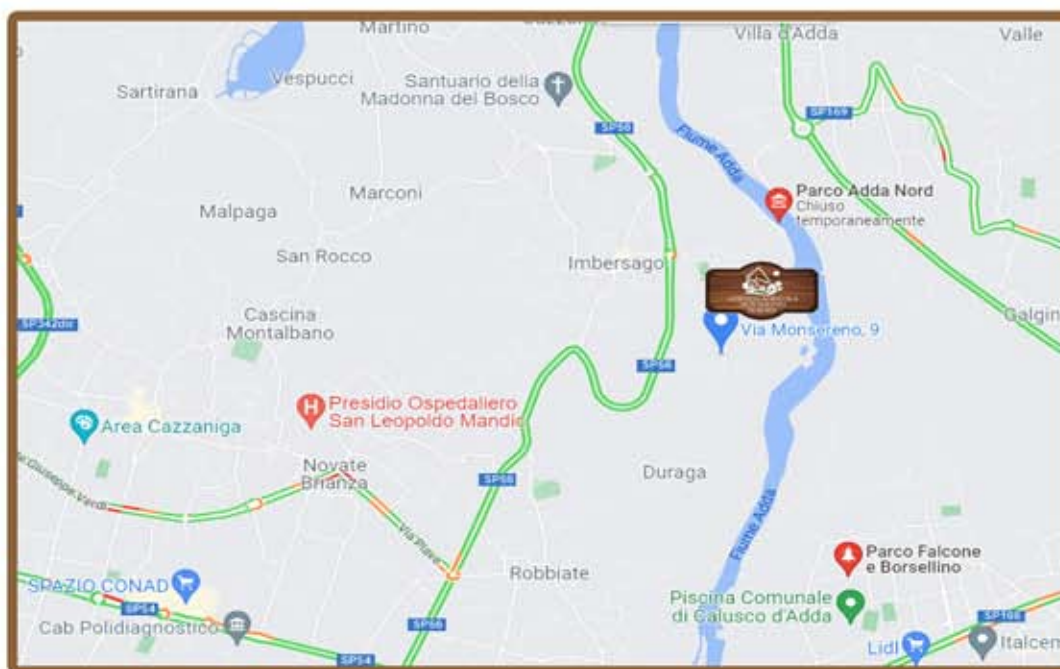 Martino
Villa d'Adda
Valle
Sartirana
Vespucci
Santuario della
Madonna del Bosco
SP56
SP169
Fiume Adda
Parco Adda Nord
Chiuso
temporaneamente
Marconi
Malpaga
San Rocco
Imbersago
Cascina
Montalbano
SP342dir
Galgin
Via Monsereno, 9
SP56
Presidio Ospedaliero
San Leopoldo Mandic
Area Cazzaniga
Novate
Brianza
Duraga
SP56
Giuseppe Verdi
Via Piave
Fiume Adda
Parco Falcone
e Borsellino
Robbiate
SPAZIO CONAD
SP54
Piscina Comunale
di Calusco d'Adda
Cab Polidiagnostico
SP56
SP166
SP54
Lidl
Italcem